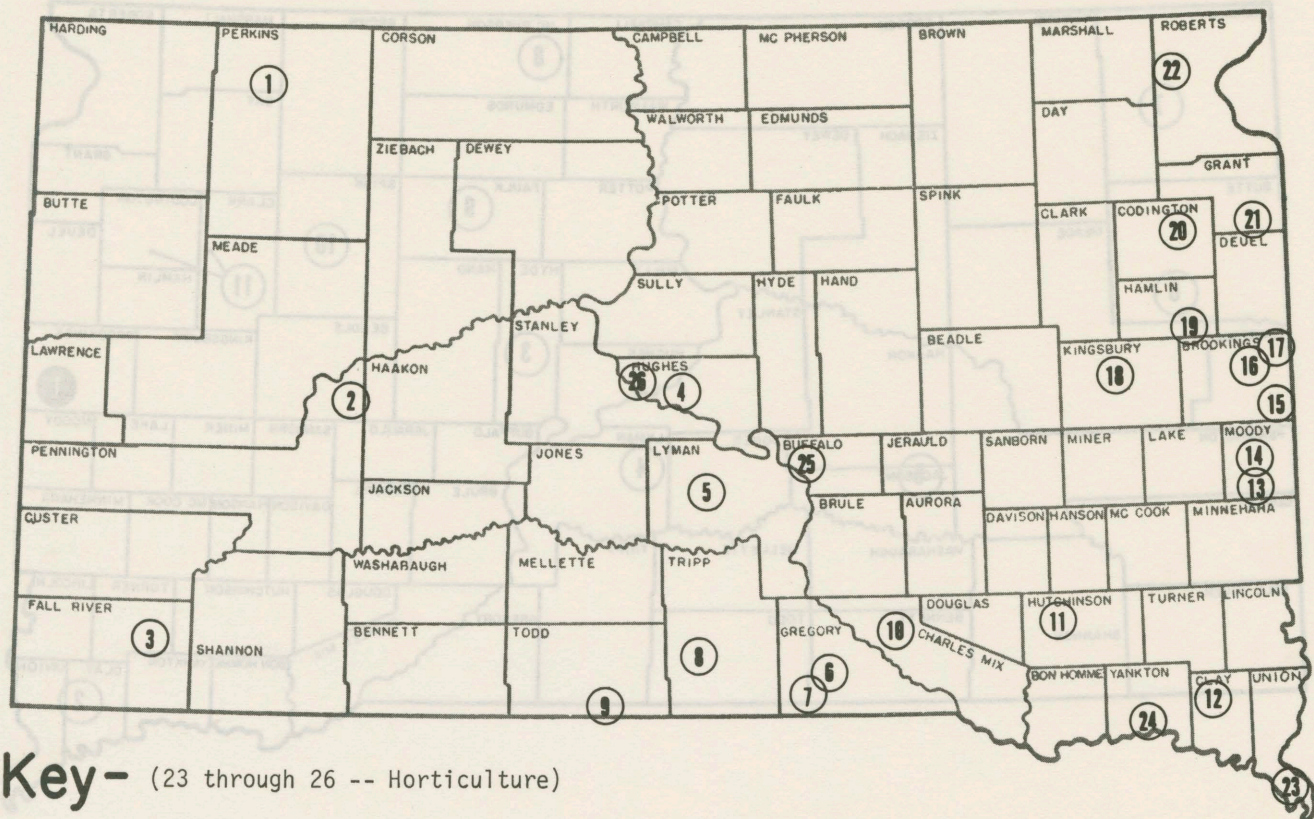 HARDING
PERKINS
CORSON
CAMPBELL
MC PHERSON
BROWN
MARSHALL
ROBERTS
1
22
WALWORTH
EDMUNDS
DAY
ZIEBACH
DEWEY
GRANT
BUTTE
POTTER
FAULK
SPINK
CLARK
CODINGTON
20
21
DEUEL
MEADE
SULLY
HYDE
HAND
HAMLIN
STANLEY
19
LAWRENCE
HAAKON
BEADLE
KINGSBURY
BROOKINGS
17
16
18
HUGHES
26
4
2
15
PENNINGTON
JONES
LYMAN
BUFFALO
25
JERAULD
SANBORN
MINER
LAKE
MOODY
14
13
JACKSON
5
BRULE
AURORA
CUSTER
DAVISON
HANSON
MC COOK
MINNEHAHA
WASHABAUGH
MELLETTE
TRIPP
FALL RIVER
3
SHANNON
BENNETT
TODD
8
GREGORY
6
7
10
DOUGLAS
CHARLES MIX
HUTCHINSON
11
TURNER
LINCOLN
BON HOMME
YANKTON
CLAY
12
UNION
9
24
23
Key- (23 through 26 -- Horticulture)